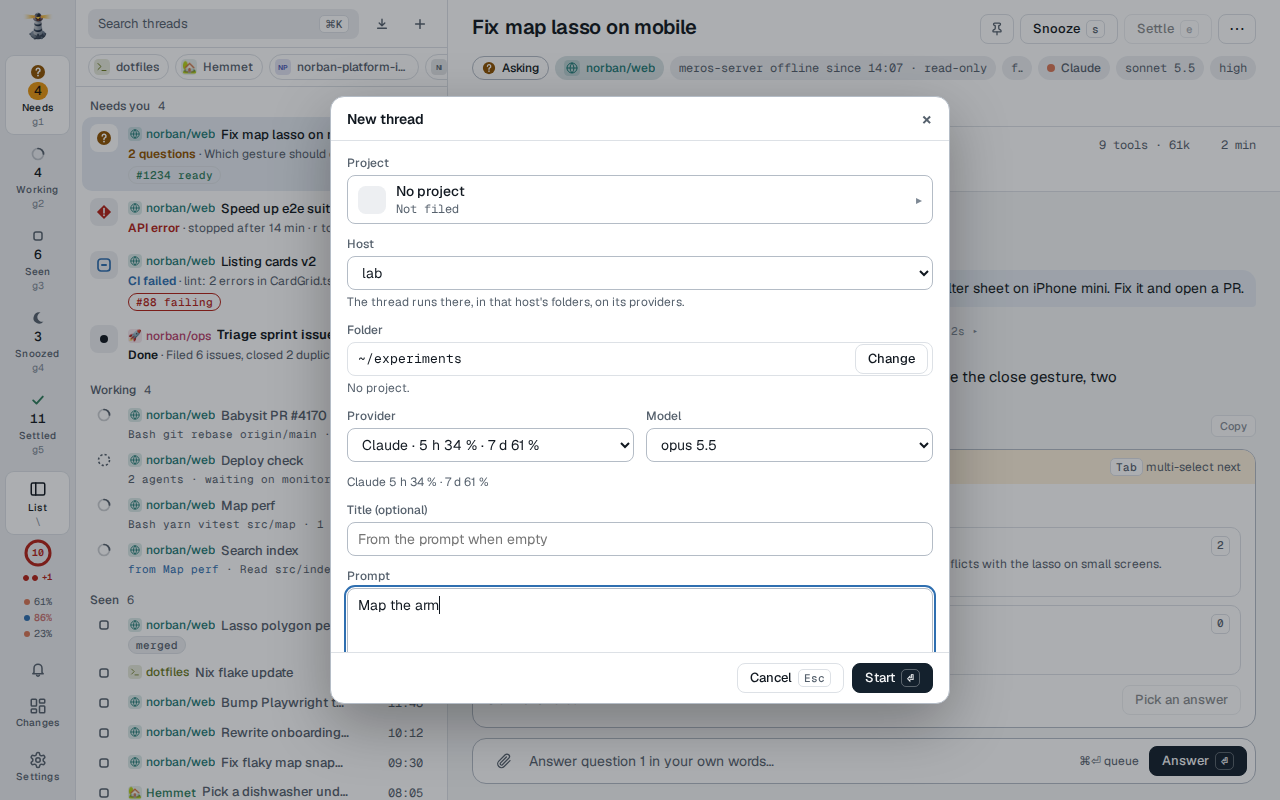 Search threads ⌘K
dotfiles Hemmet NP norban-platform-i… NI
4
Needs
g1
4
Working
g2
6
Seen
g3
3
Snoozed
g4
11
Settled
g5
List
\
10
+1
61%
86%
23%
Changes
Settings
Needs you 4
norban/web Fix map lasso on
2 questions · Which gesture should
#1234 ready
norban/web Speed up e2e suit
API error · stopped after 14 min · r to
norban/web Listing cards v2
CI failed · lint: 2 errors in CardGrid.ts
#88 failing
norban/ops Triage sprint issue
Done · Filed 6 issues, closed 2 duplic
Working 4
norban/web Babysit PR #4170
Bash git rebase origin/main ·
norban/web Deploy check
2 agents · waiting on monitor
norban/web Map perf
Bash yarn vitest src/map · 1
norban/web Search index
from Map perf · Read src/inde
Seen 6
norban/web Lasso polygon pe
merged
dotfiles Nix flake update
norban/web Bump Playwright t…
norban/web Rewrite onboarding… 10:12
norban/web Fix flaky map snap… 09:30
Hemmet Pick a dishwasher und… 08:05
Fix map lasso on mobile
Snooze s
Settle e
⋯
? Asking norban/web meros-server offline since 14:07 · read-only f… Claude sonnet 5.5 high
9 tools · 61k 2 min
lter sheet on iPhone mini. Fix it and open a PR.
2s ▸
e the close gesture, two
Copy
Tab multi-select next
2
flicts with the lasso on small screens.
0
Pick an answer
Answer question 1 in your own words…
⌘⏎ queue
Answer ⏎
New thread ×
Project
No project
Not filed
▸
Host
lab
The thread runs there, in that host's folders, on its providers.
Folder
~/experiments Change
No project.
Provider Model
Claude · 5 h 34 % · 7 d 61 % opus 5.5
Claude 5 h 34 % · 7 d 61 %
Title (optional)
From the prompt when empty
Prompt
Map the arm
Cancel Esc Start ⏎